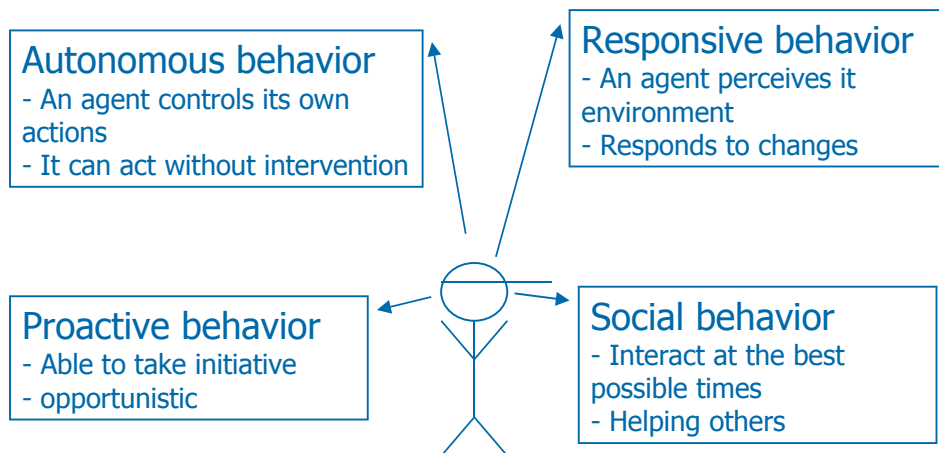 Autonomous behavior
- An agent controls its own
actions
- It can act without intervention
Responsive behavior
- An agent perceives it
environment
- Responds to changes
Proactive behavior
- Able to take initiative
- opportunistic
Social behavior
- Interact at the best
possible times
- Helping others